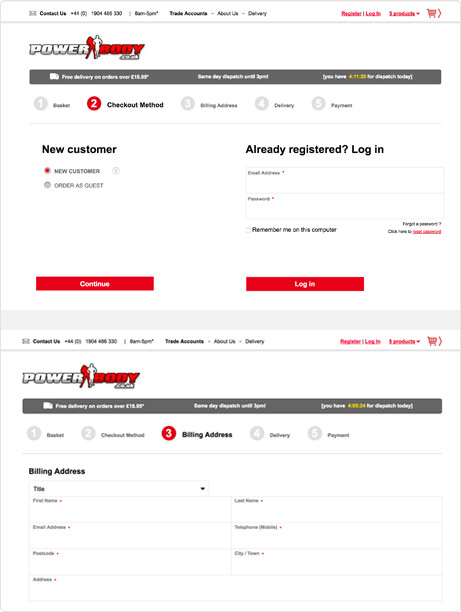 Contact Us +44 (0) 1904 486 330 | 8am-5pm* Trade Accounts • About Us • Delivery Register | Log In 5 products
POWER BODY
.co.uk
Free delivery on orders over £18.95* Same day dispatch until 3pm! [you have 4:11:35 for dispatch today]
1 Basket 2 Checkout Method 3 Billing Address 4 Delivery 5 Payment
New customer
NEW CUSTOMER ?
ORDER AS GUEST
Continue
Already registered? Log in
Email Address *
Password *
Forgot a password ?
Remember me on this computer
Click here to reset password
Log in
Contact Us +44 (0) 1904 486 330 | 8am-5pm* Trade Accounts • About Us • Delivery Register | Log In 5 products
POWER BODY
.co.uk
Free delivery on orders over £18.95* Same day dispatch until 3pm! [you have 4:05:24 for dispatch today]
1 Basket 2 Checkout Method 3 Billing Address 4 Delivery 5 Payment
Billing Address
Title
First Name * Last Name *
Email Address * Telephone (Mobile) *
Postcode * City / Town *
Address *